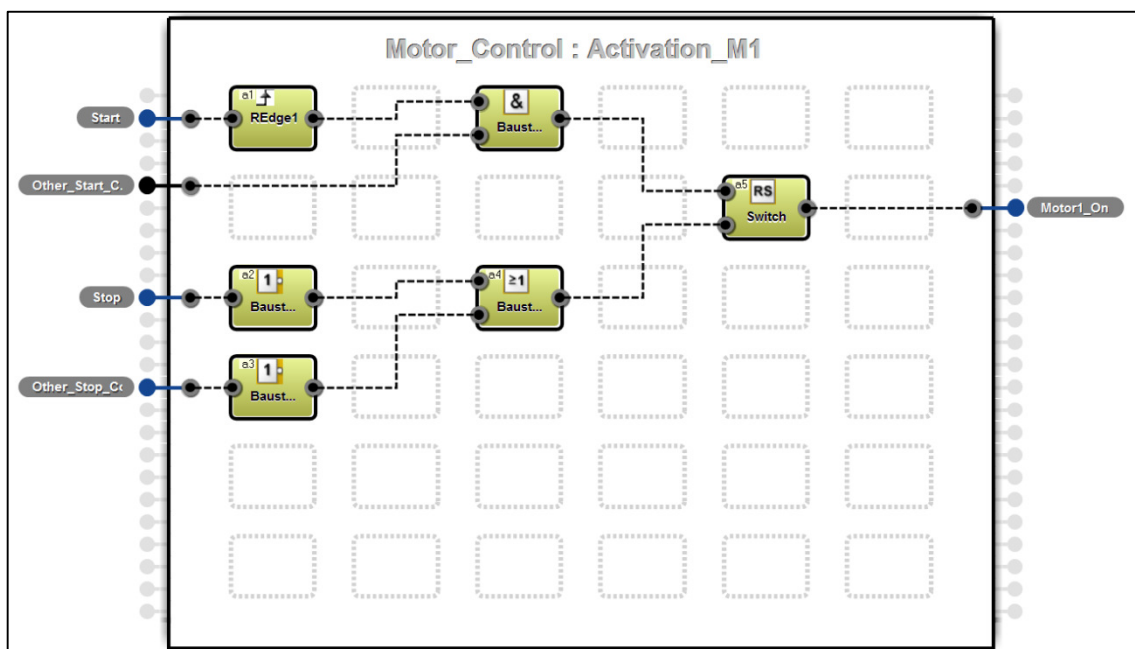 Motor_Control : Activation_M1
a1
REdge1
&
Baust...
Start
Other_Start_C.
a5 RS
Switch
Motor1_On
a2 1
Baust...
a4 ≥1
Baust...
Stop
a3 1
Baust...
Other_Stop_Cc